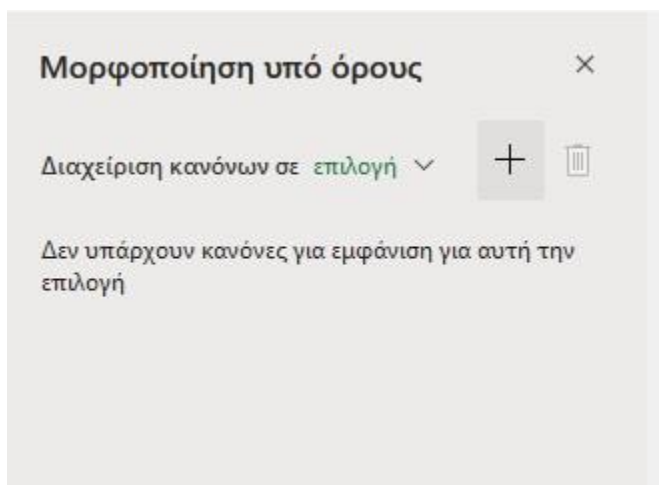 Μορφοποίηση υπό όρους
Διαχείριση κανόνων σε επιλογή
Δεν υπάρχουν κανόνες για εμφάνιση για αυτή την
επιλογή